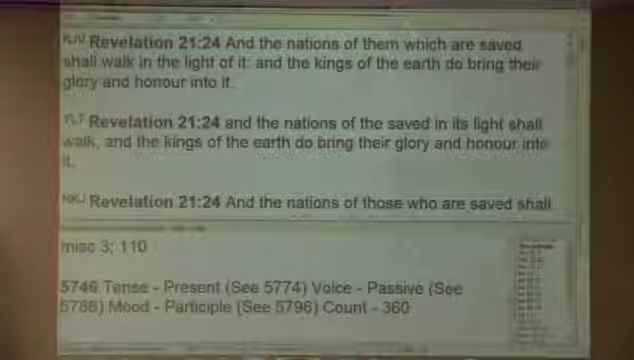 KJV Revelation 21:24 And the nations of them which are saved
shall walk in the light of it: and the kings of the earth do bring their
glory and honour into it.
YLT Revelation 21:24 and the nations of the saved in its light shall
walk, and the kings of the earth do bring their glory and honour into
it,
NKJ Revelation 21:24 And the nations of those who are saved shall
misc 3; 110
5746 Tense - Present (See 5774) Voice - Passive (See
5786) Mood - Participle (See 5796) Count - 360